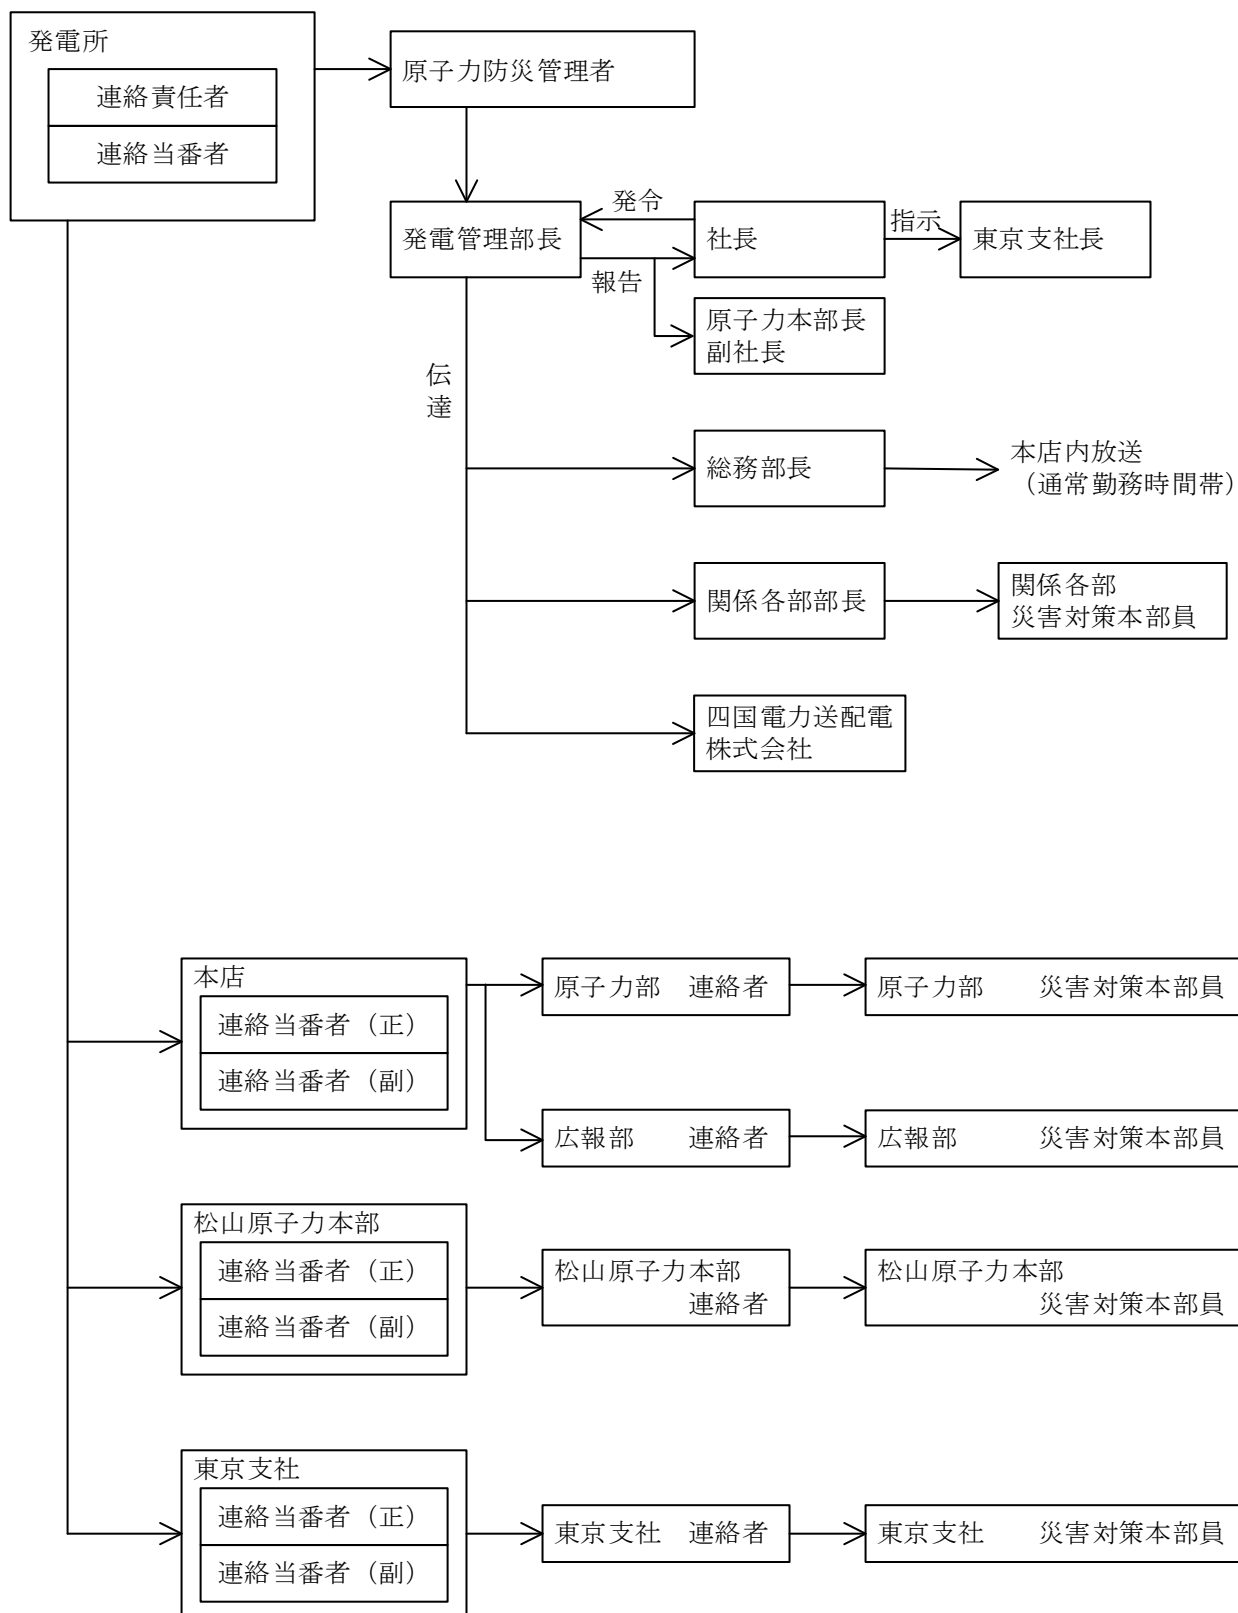 発電所
連絡責任者
連絡当番者
原子力防災管理者
発電管理部長
発令
報告
社長
指示
東京支社長
原子力本部長
副社長
伝
達
総務部長
本店内放送
（通常勤務時間帯）
関係各部部長
関係各部
災害対策本部員
四国電力送配電
株式会社
本店
連絡当番者（正）
連絡当番者（副）
原子力部　連絡者
原子力部　　災害対策本部員
広報部　　連絡者
広報部　　　災害対策本部員
松山原子力本部
連絡当番者（正）
連絡当番者（副）
松山原子力本部
連絡者
松山原子力本部
災害対策本部員
東京支社
連絡当番者（正）
連絡当番者（副）
東京支社　連絡者
東京支社　　災害対策本部員